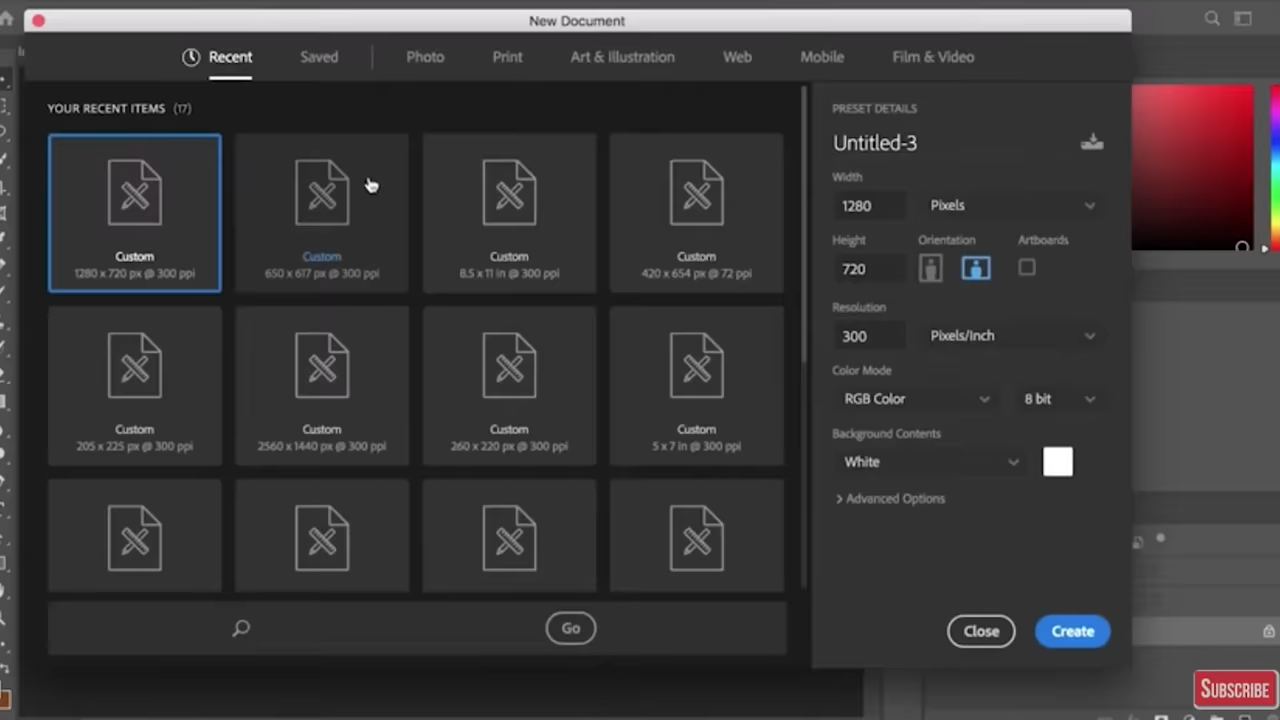 New Document
Recent
Saved
Photo
Print
Art & Illustration
Web
Mobile
Film & Video
YOUR RECENT ITEMS (17)
Custom
1280 x 720 px @ 300 ppi
Custom
650 x 617 px @ 300 ppi
Custom
8.5 x 11 in @ 300 ppi
Custom
420 x 654 px @ 72 ppi
Custom
205 x 225 px @ 300 ppi
Custom
2560 x 1440 px @ 300 ppi
Custom
260 x 220 px @ 300 ppi
Custom
5 x 7 in @ 300 ppi
Go
PRESET DETAILS
Untitled-3
Width
1280 Pixels
Height Orientation Artboards
720
Resolution
300 Pixels/Inch
Color Mode
RGB Color 8 bit
Background Contents
White
Advanced Options
Close Create
SUBSCRIBE